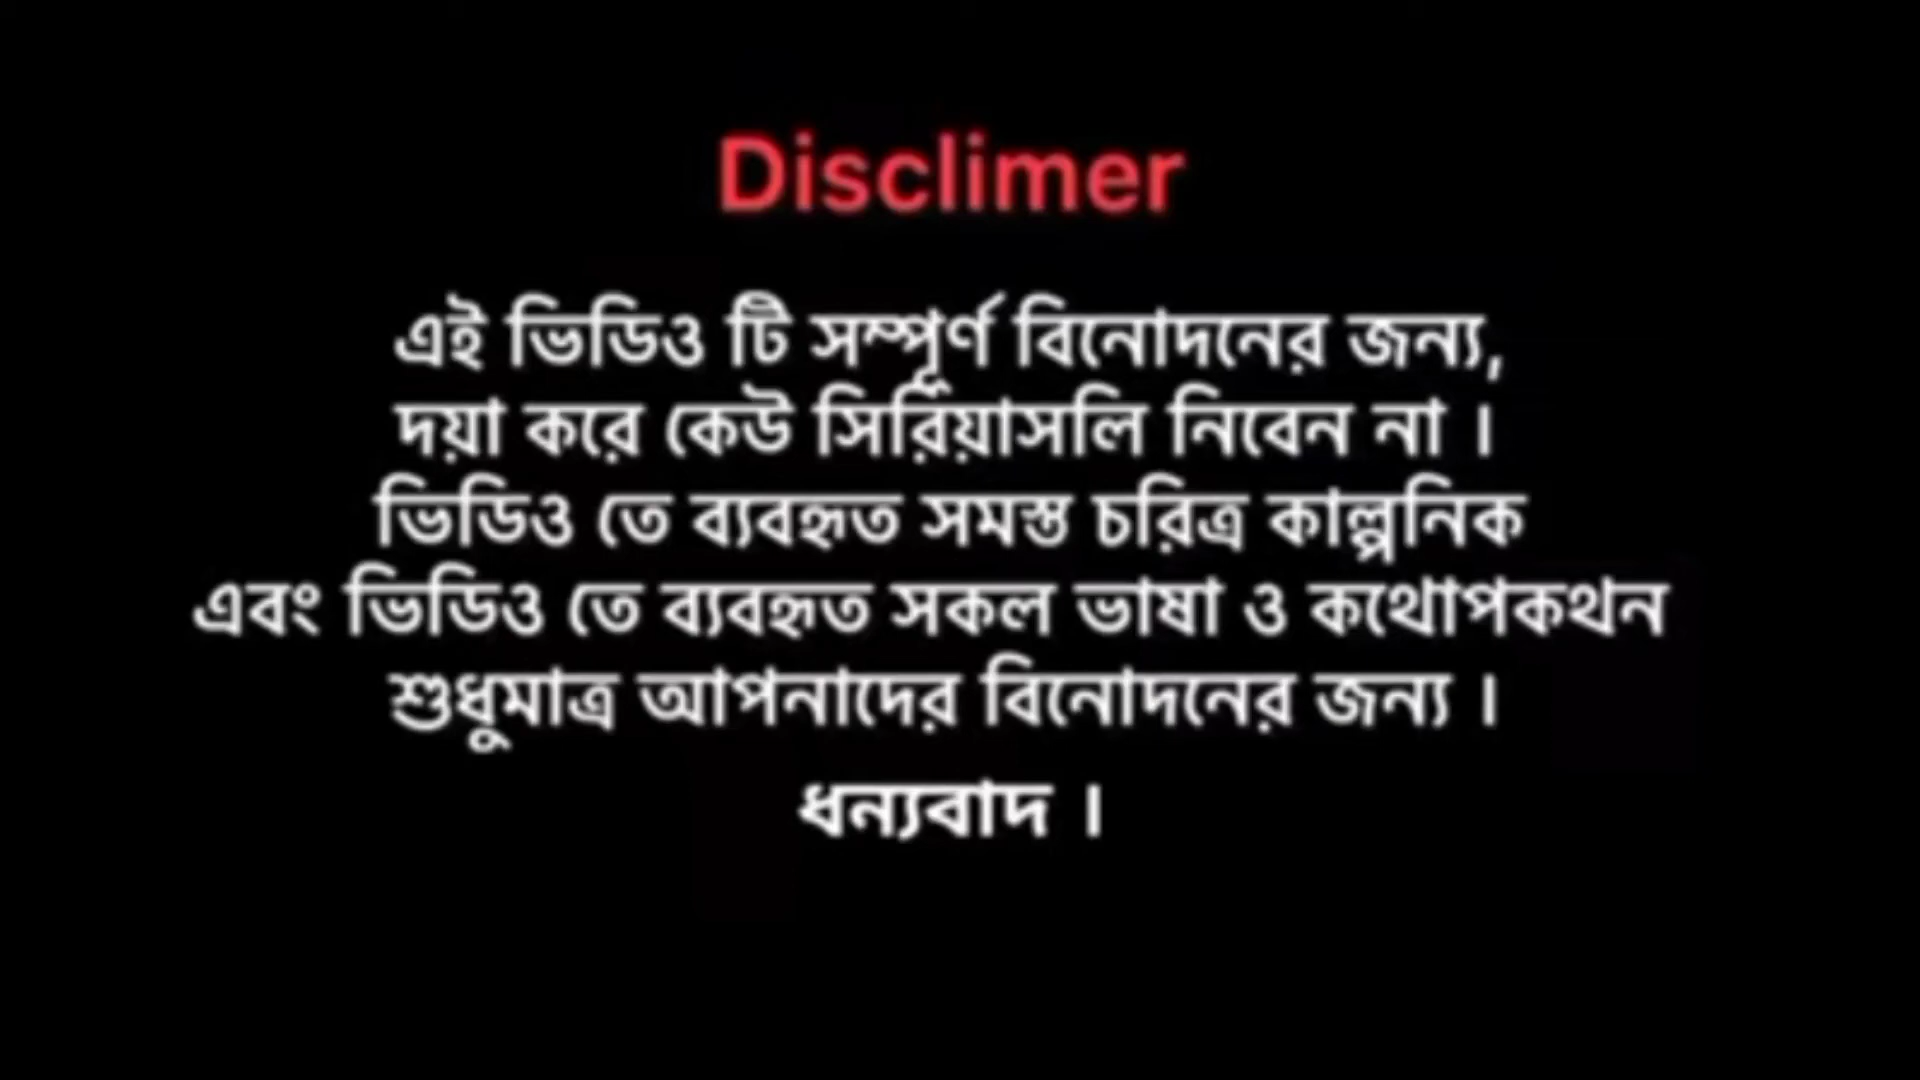 Disclimer
এই ভিডিও টি সম্পূর্ণ বিনোদনের জন্য,
দয়া করে কেউ সিরিয়াসলি নিবেন না ।
ভিডিও তে ব্যবহৃত সমস্ত চরিত্র কাল্পনিক
এবং ভিডিও তে ব্যবহৃত সকল ভাষা ও কথোপকথন
শুধুমাত্র আপনাদের বিনোদনের জন্য ।
ধন্যবাদ ।